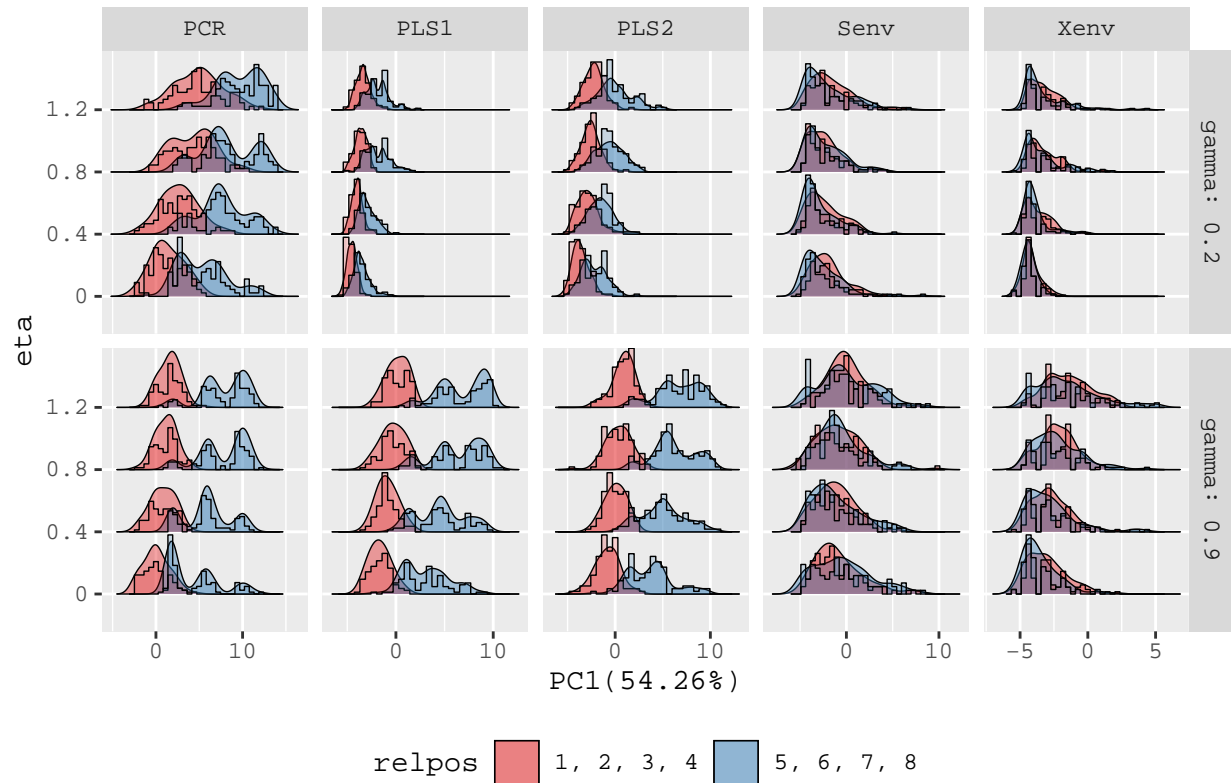 PCR PLS1 PLS2 Senv Xenv
1.2
0.8
0.4
0
gamma: 0.2
eta
1.2
0.8
0.4
0
gamma: 0.9
0 10 0 10 0 10 0 10 −5 0 5
PC1(54.26%)
relpos 1, 2, 3, 4 5, 6, 7, 8